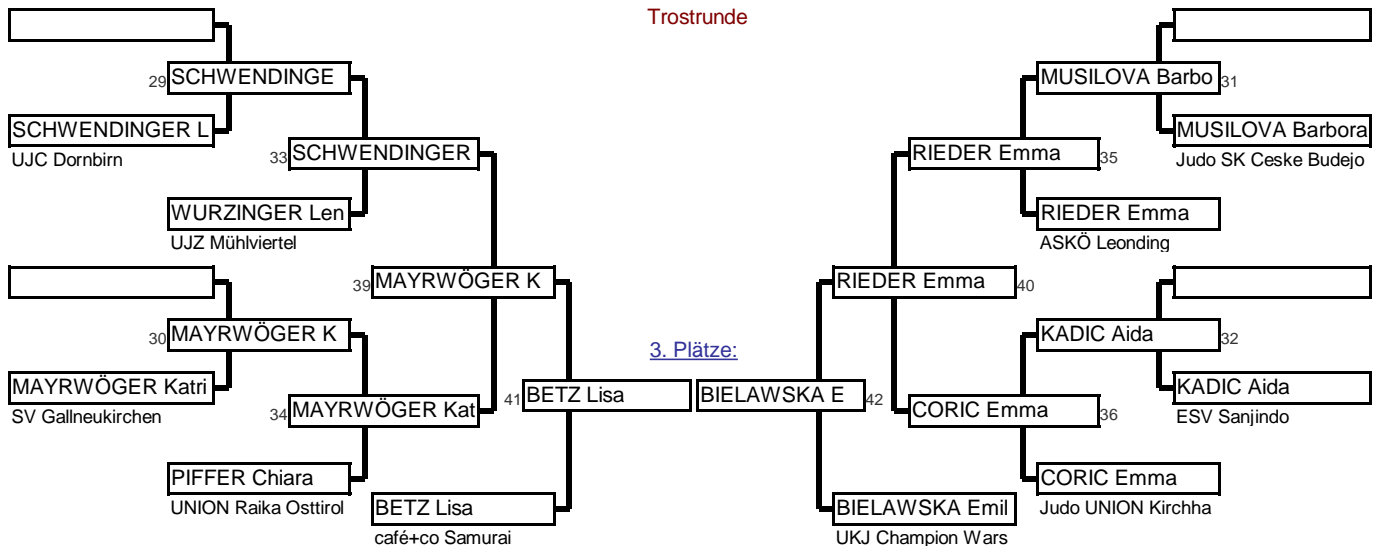 Trostrunde
29
SCHWENDINGE
SCHWENDINGER L
UJC Dornbirn
33
SCHWENDINGER
WURZINGER Len
UJZ Mühlviertel
39
MAYRWÖGER K
30
MAYRWÖGER K
MAYRWÖGER Katri
SV Gallneukirchen
34
MAYRWÖGER Kat
PIFFER Chiara
UNION Raika Osttirol
41
BETZ Lisa
BETZ Lisa
café+co Samurai
3. Plätze:
MUSILOVA Barbo
31
MUSILOVA Barbora
Judo SK Ceske Budejo
RIEDER Emma
35
RIEDER Emma
ASKÖ Leonding
RIEDER Emma
40
KADIC Aida
32
KADIC Aida
ESV Sanjindo
BIELAWSKA E
42
CORIC Emma
36
CORIC Emma
Judo UNION Kirchha
BIELAWSKA Emil
UKJ Champion Wars